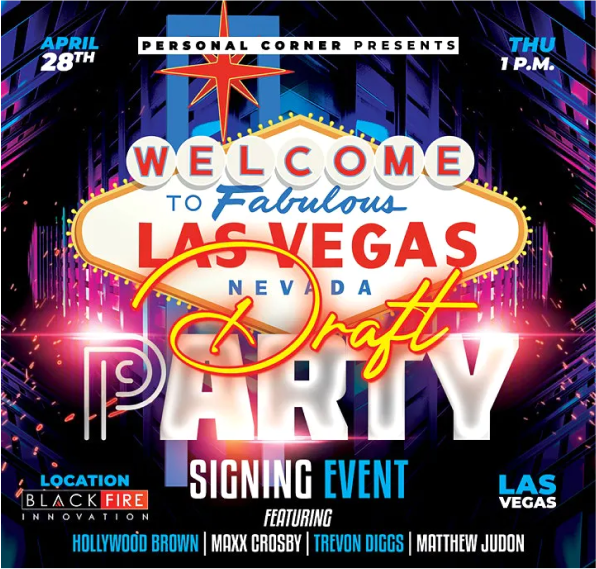 PERSONAL CORNER PRESENTS
APRIL
28TH
THU
1 P.M.
WELCOME
TO Fabulous
LAS VEGAS
NEVADA
Draft
PARTY
SIGNING EVENT
LOCATION
BLACKFIRE
INNOVATION
LAS
VEGAS
FEATURING
HOLLYWOOD BROWN | MAXX CROSBY | TREVON DIGGS | MATTHEW JUDON